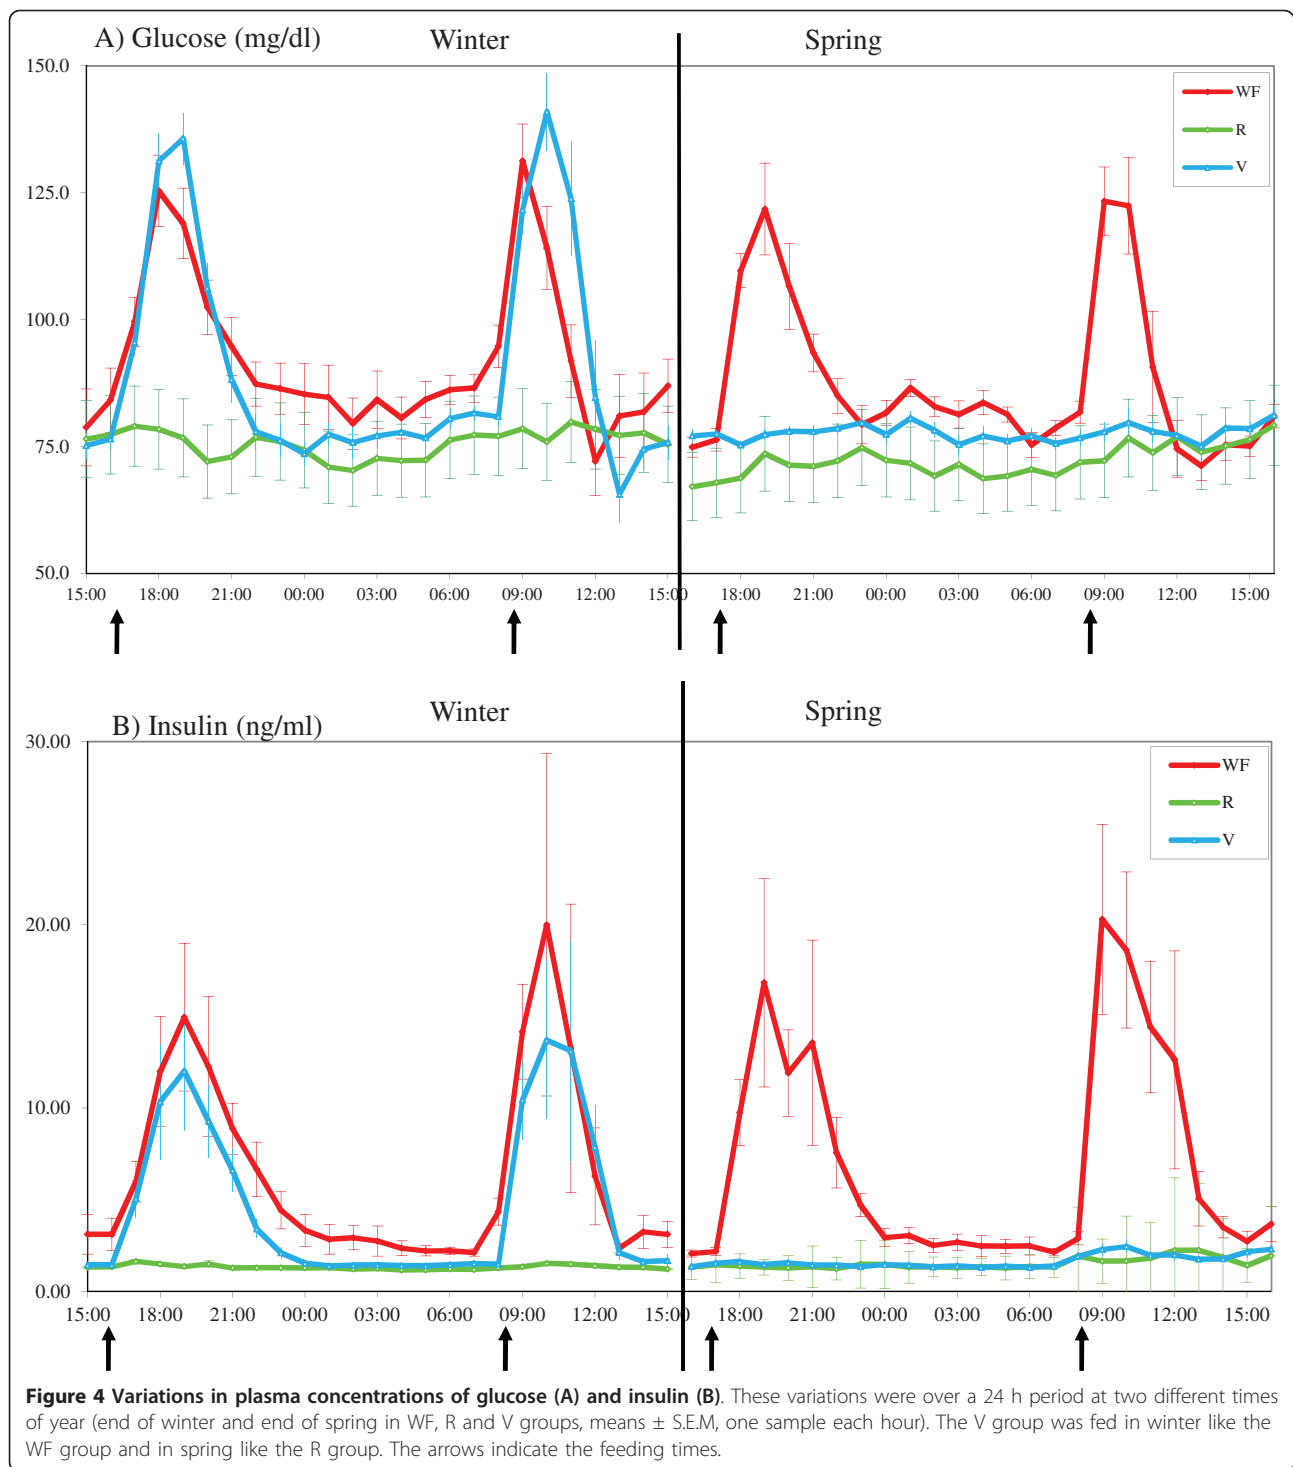 A) Glucose (mg/dl)
Winter
Spring
150.0
125.0
100.0
75.0
50.0
WF
R
V
15:00 18:00 21:00 00:00 03:00 06:00 09:00 12:00 15:00 18:00 21:00 00:00 03:00 06:00 09:00 12:00 15:00
B) Insulin (ng/ml)
Winter
Spring
30.00
20.00
10.00
0.00
WF
R
V
15:00 18:00 21:00 00:00 03:00 06:00 09:00 12:00 15:00 18:00 21:00 00:00 03:00 06:00 09:00 12:00 15:00
Figure 4 Variations in plasma concentrations of glucose (A) and insulin (B). These variations were over a 24 h period at two different times
of year (end of winter and end of spring in WF, R and V groups, means ± S.E.M, one sample each hour). The V group was fed in winter like the
WF group and in spring like the R group. The arrows indicate the feeding times.